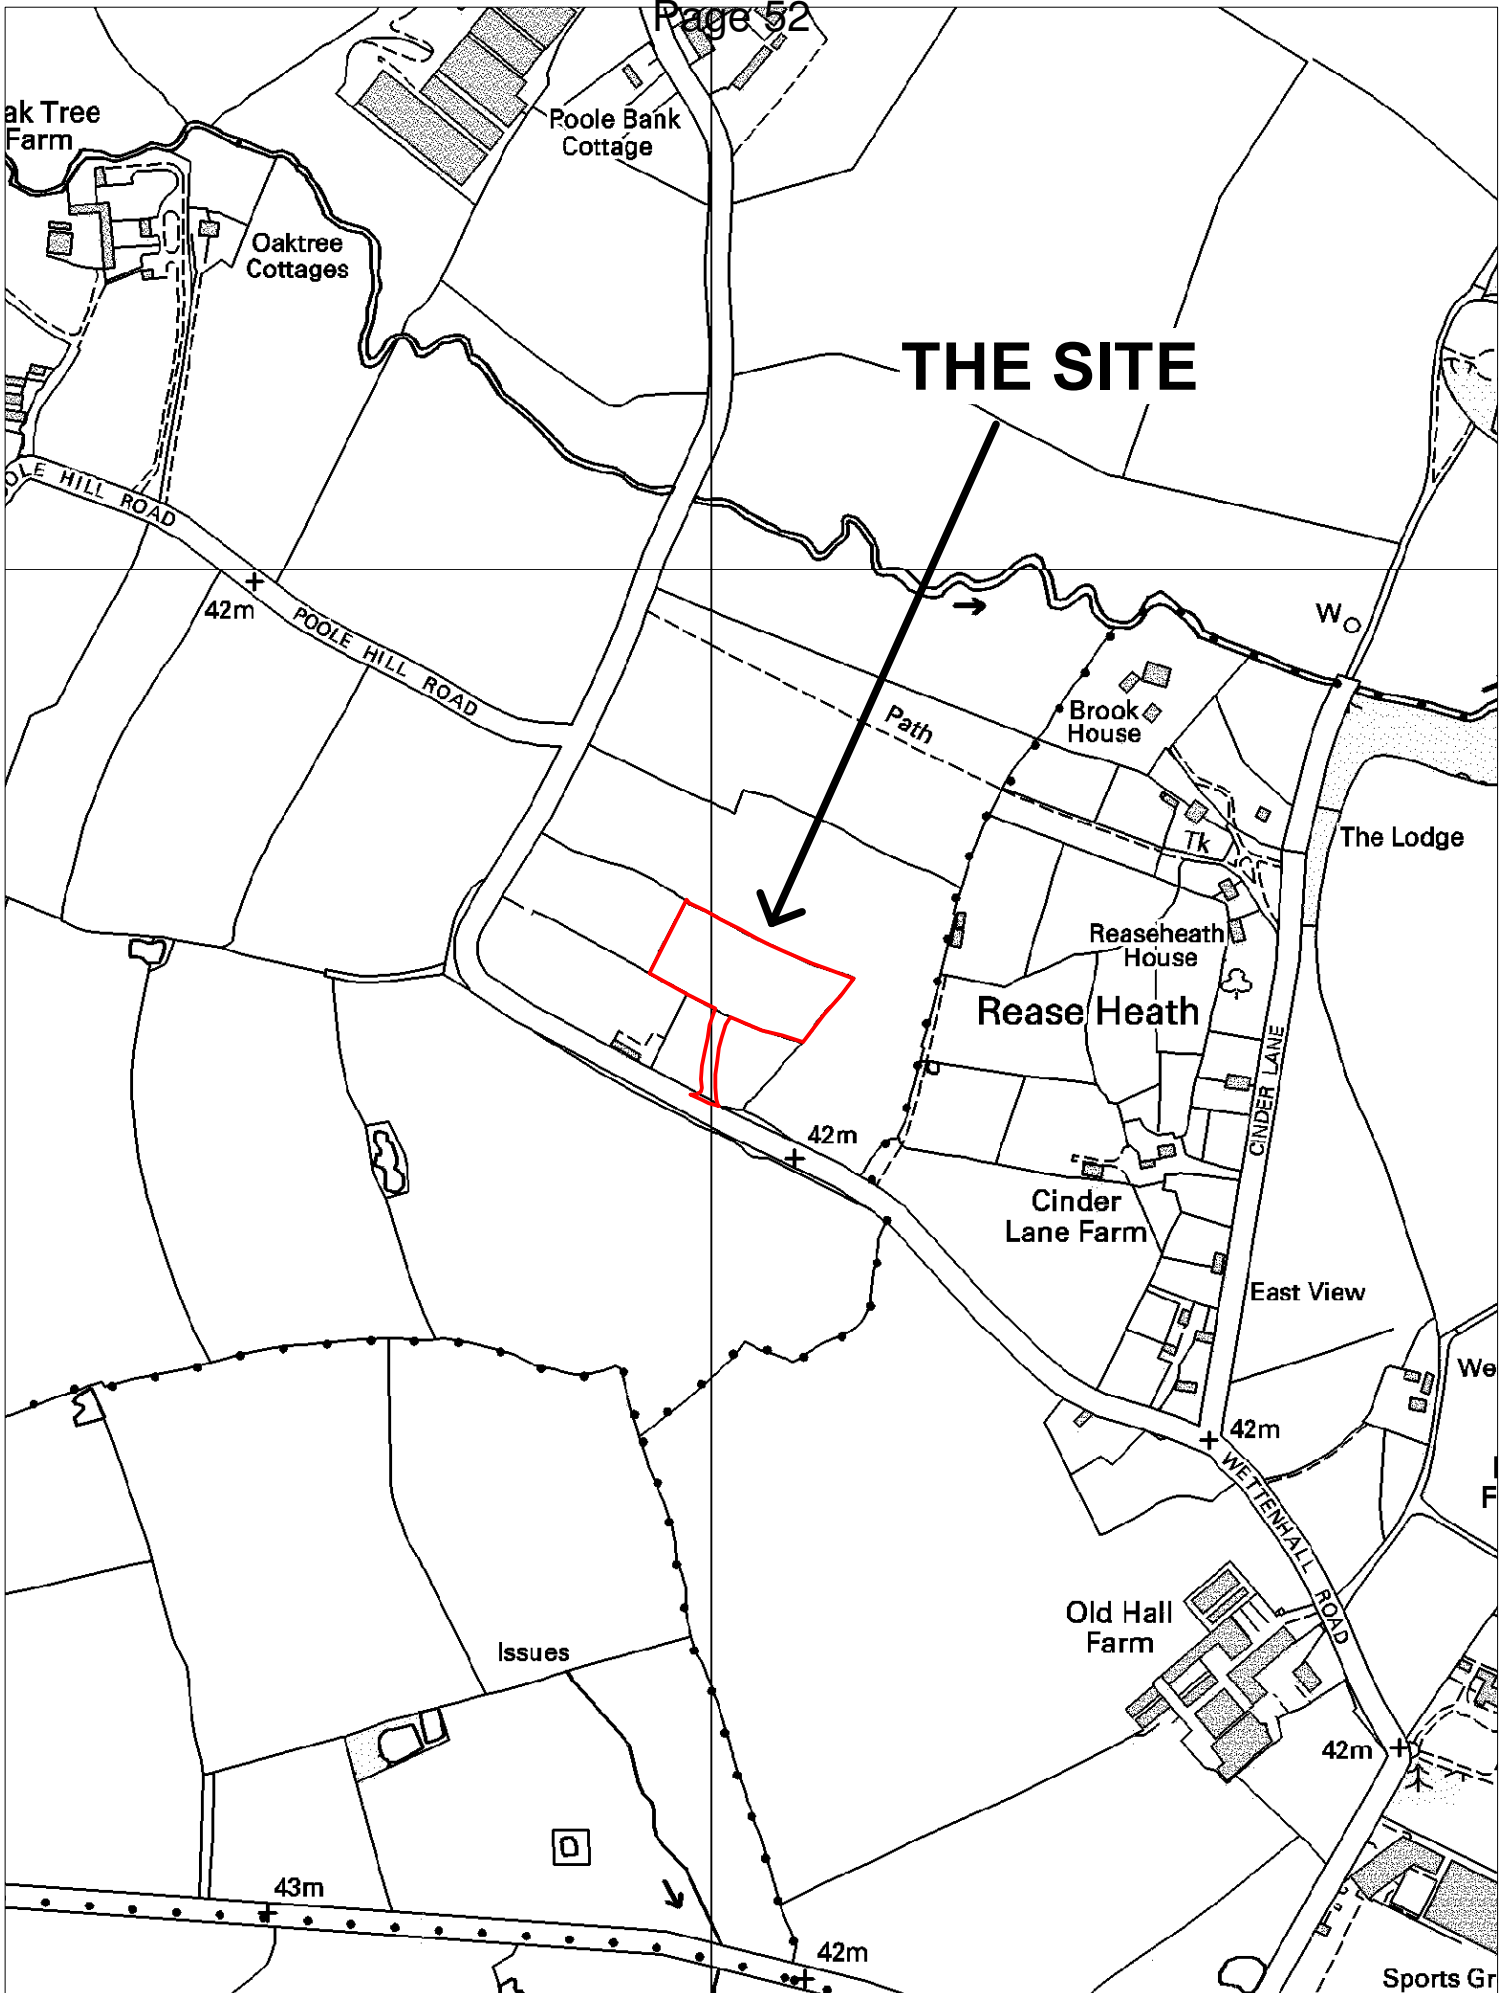 Page 52
ak Tree
Farm
Poole Bank
Cottage
Oaktree
Cottages
THE SITE
OLE HILL ROAD
42m
POOLE HILL ROAD
W
Path
Brook
House
Tk
The Lodge
Reaseheath
House
Rease Heath
CINDER LANE
42m
Cinder
Lane Farm
East View
We
42m
WETTENHALL ROAD
F
Old Hall
Farm
Issues
42m
43m
42m
Sports Gr